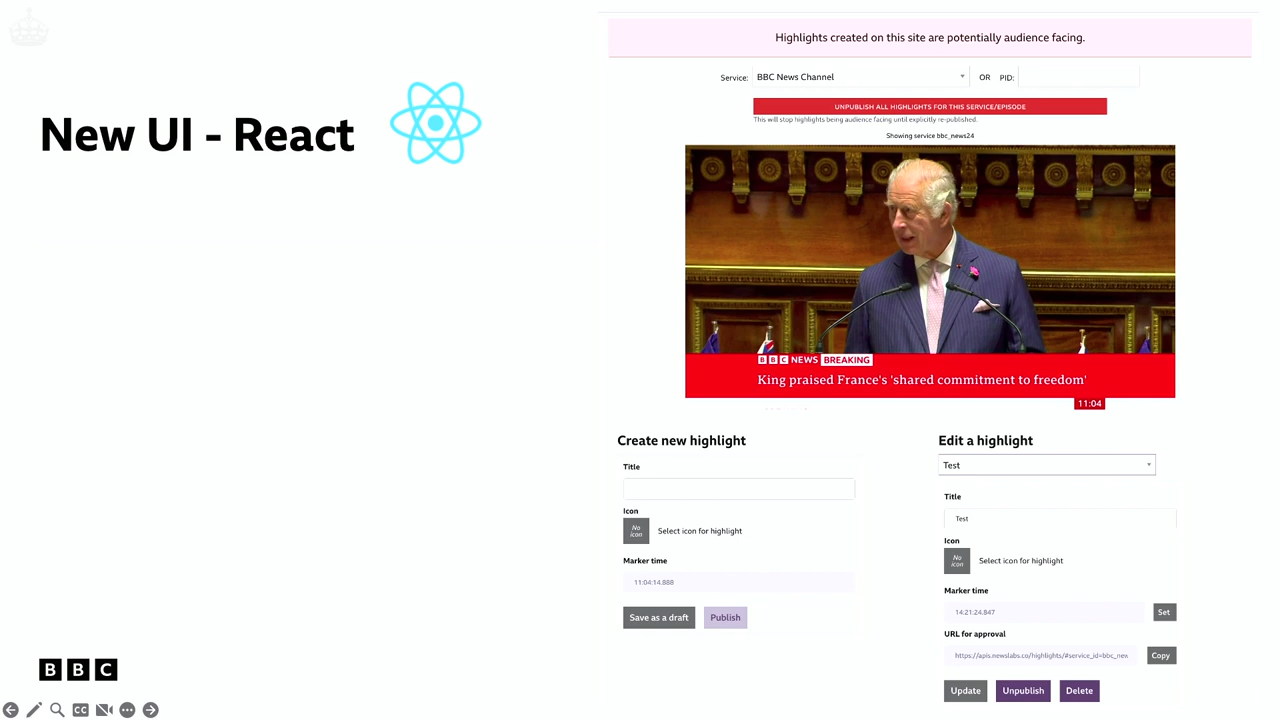 New UI - React
BBC
Highlights created on this site are potentially audience facing.
Service: BBC News Channel OR PID:
UNPUBLISH ALL HIGHLIGHTS FOR THIS SERVICE/EPISODE
This will stop highlights being audience facing until explicitly re-published.
Showing service bbc_news24
BBC NEWS BREAKING
King praised France's 'shared commitment to freedom'
11:04
Create new highlight
Title
Icon
No icon
Select icon for highlight
Marker time
11:04:14.888
Save as a draft Publish
Edit a highlight
Test
Title
Test
Icon
No icon
Select icon for highlight
Marker time
14:21:24.847 Set
URL for approval
https://apis.newslabs.co/highlights/#service_id=bbc_nev Copy
Update Unpublish Delete
CC